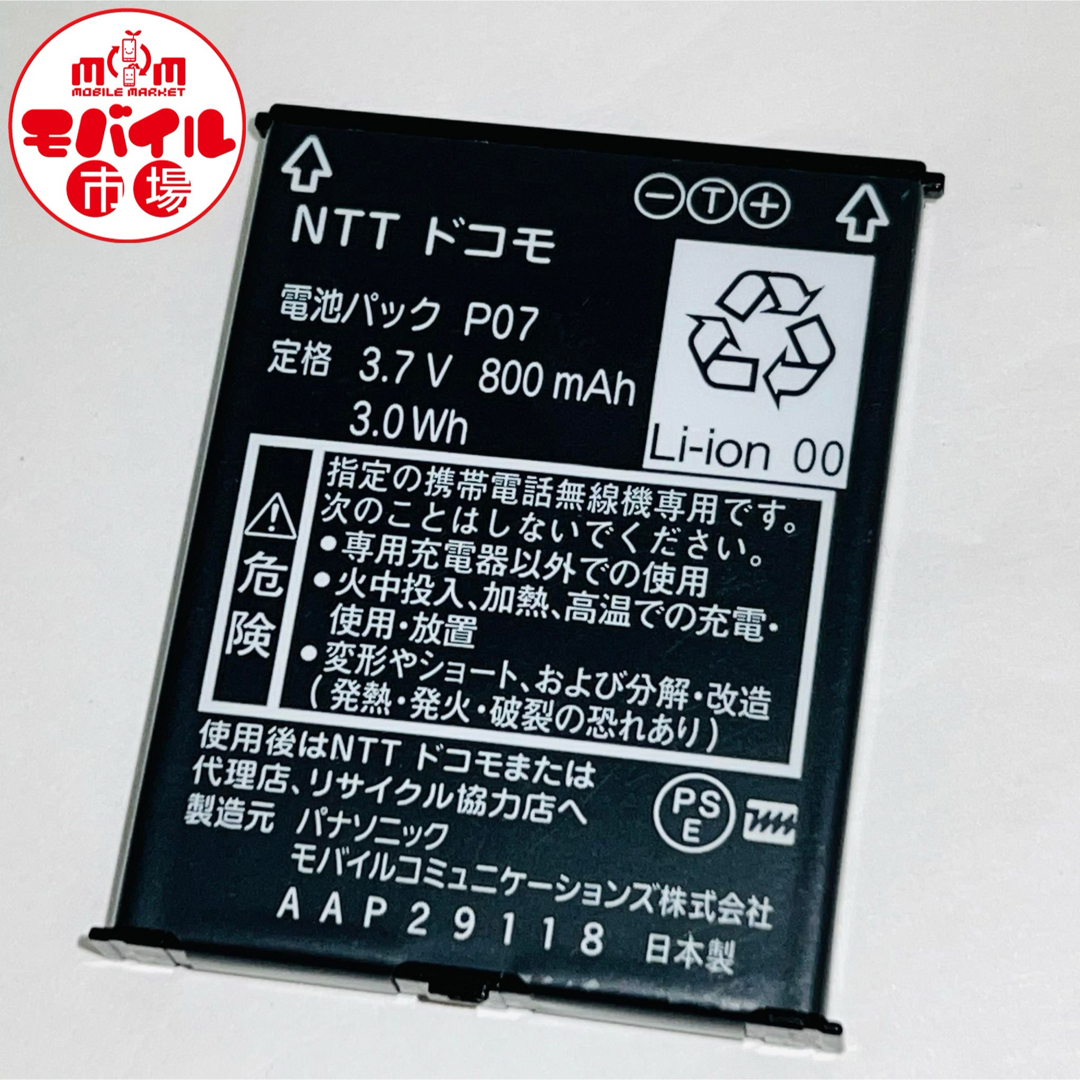 MOBILE MARKET
モバイル
市場
NTT ドコモ
− T +
電池パック P07
定格 3.7V 800mAh
3.0Wh
Li-ion 00
危険
指定の携帯電話無線機専用です。
次のことはしないでください。
・専用充電器以外での使用
・火中投入、加熱、高温での充電・
使用・放置
・変形やショート、および分解・改造
(発熱・発火・破裂の恐れあり)
使用後はNTT ドコモまたは
代理店、リサイクル協力店へ
PS
E
製造元 パナソニック
モバイルコミュニケーションズ株式会社
AAP29118 日本製